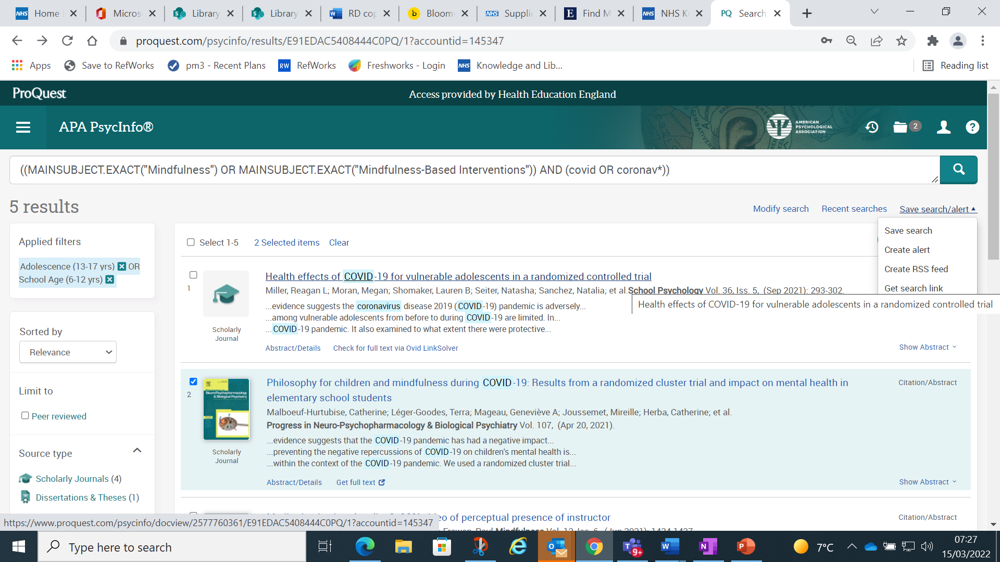 Home
Micros
Library
Library
RD cop
Bloom
Supplie
Find M
NHS K
Search
proquest.com/psycinfo/results/E91EDAC5408444C0PQ/1?accountid=145347
Apps
Save to RefWorks
pm3 - Recent Plans
RW RefWorks
Freshworks - Login
NHS Knowledge and Lib...
Reading list
ProQuest
Access provided by Health Education England
APA PsycInfo®
AMERICAN
PSYCHOLOGICAL
ASSOCIATION
2
((MAINSUBJECT.EXACT("Mindfulness") OR MAINSUBJECT.EXACT("Mindfulness-Based Interventions")) AND (covid OR coronav*))
5 results
Modify search
Recent searches
Save search/alert
Save search
Create alert
Create RSS feed
Get search link
Applied filters
Adolescence (13-17 yrs) OR
School Age (6-12 yrs)
Sorted by
Relevance
Limit to
Peer reviewed
Source type
Scholarly Journals (4)
Dissertations & Theses (1)
Select 1-5
2 Selected items
Clear
1
Scholarly
Journal
Health effects of COVID-19 for vulnerable adolescents in a randomized controlled trial
Miller, Reagan L; Moran, Megan; Shomaker, Lauren B; Seiter, Natasha; Sanchez, Natalia; et al. School Psychology Vol. 36, Iss. 5, (Sep 2021): 293-302.
Health effects of COVID-19 for vulnerable adolescents in a randomized controlled trial
...evidence suggests the coronavirus disease 2019 (COVID-19) pandemic is adversely...
...among vulnerable adolescents from before to during COVID-19 are limited. In...
...COVID-19 pandemic. It also examined to what extent there were protective...
Abstract/Details
Check for full text via Ovid LinkSolver
Show Abstract
2
Neuro-Psychopharmacology
& Biological Psychiatry
Scholarly
Journal
Philosophy for children and mindfulness during COVID-19: Results from a randomized cluster trial and impact on mental health in
elementary school students
Citation/Abstract
Malboeuf-Hurtubise, Catherine; Léger-Goodes, Terra; Mageau, Geneviève A; Joussemet, Mireille; Herba, Catherine; et al.
Progress in Neuro-Psychopharmacology & Biological Psychiatry Vol. 107, (Apr 20, 2021).
...evidence suggests that the COVID-19 pandemic has had a negative impact...
...preventing the negative repercussions of COVID-19 on children's mental health is...
...within the context of the COVID-19 pandemic. We used a randomized cluster trial...
Abstract/Details
Get full text
Show Abstract
eo of perceptual presence of instructor
Citation/Abstract
https://www.proquest.com/psycinfo/docview/2577760361/E91EDAC5408444C0PQ/1?accountid=145347
Type here to search
9+
7°C
07:27
15/03/2022